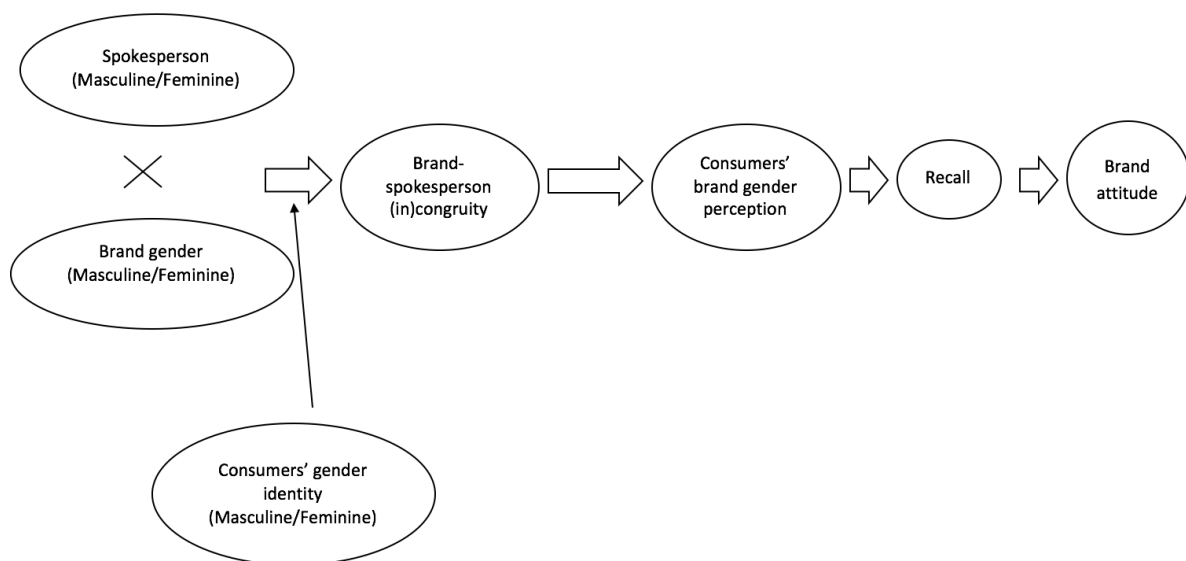 Spokesperson
(Masculine/Feminine)
Brand gender
(Masculine/Feminine)
Brand-
spokesperson
(in)congruity
Consumers’
brand gender
perception
Recall
Brand
attitude
Consumers’ gender
identity
(Masculine/Feminine)